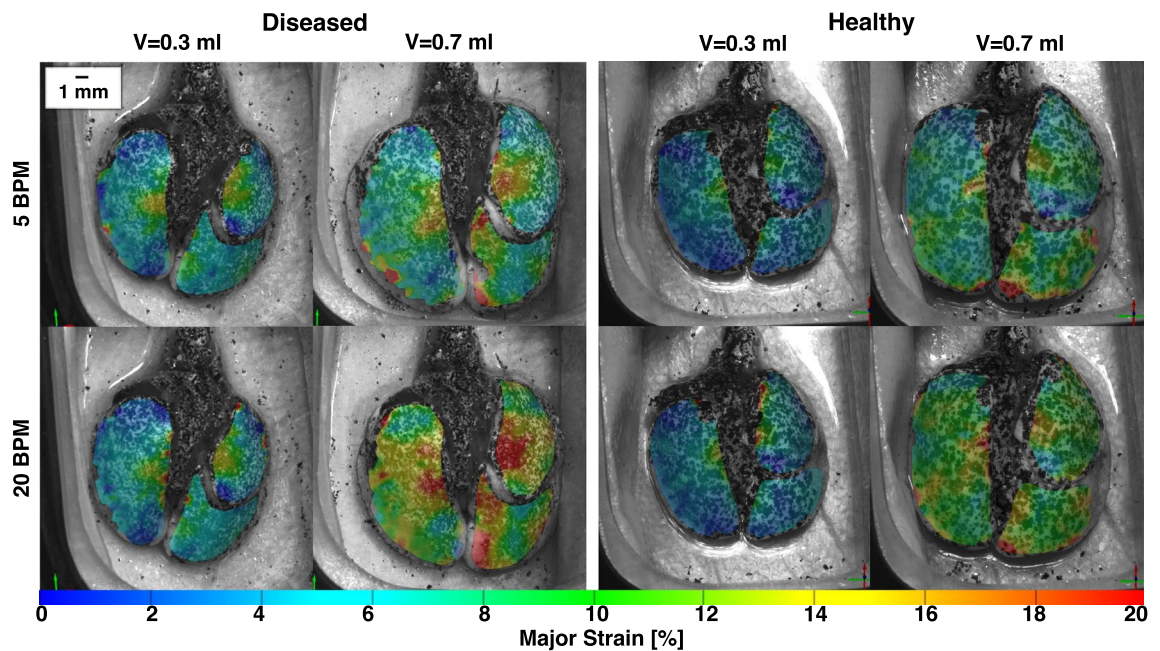 Diseased
Healthy
V=0.3 ml
V=0.7 ml
V=0.3 ml
V=0.7 ml
1 mm
5 BPM
20 BPM
0 2 4 6 8 10 12 14 16 18 20
Major Strain [%]